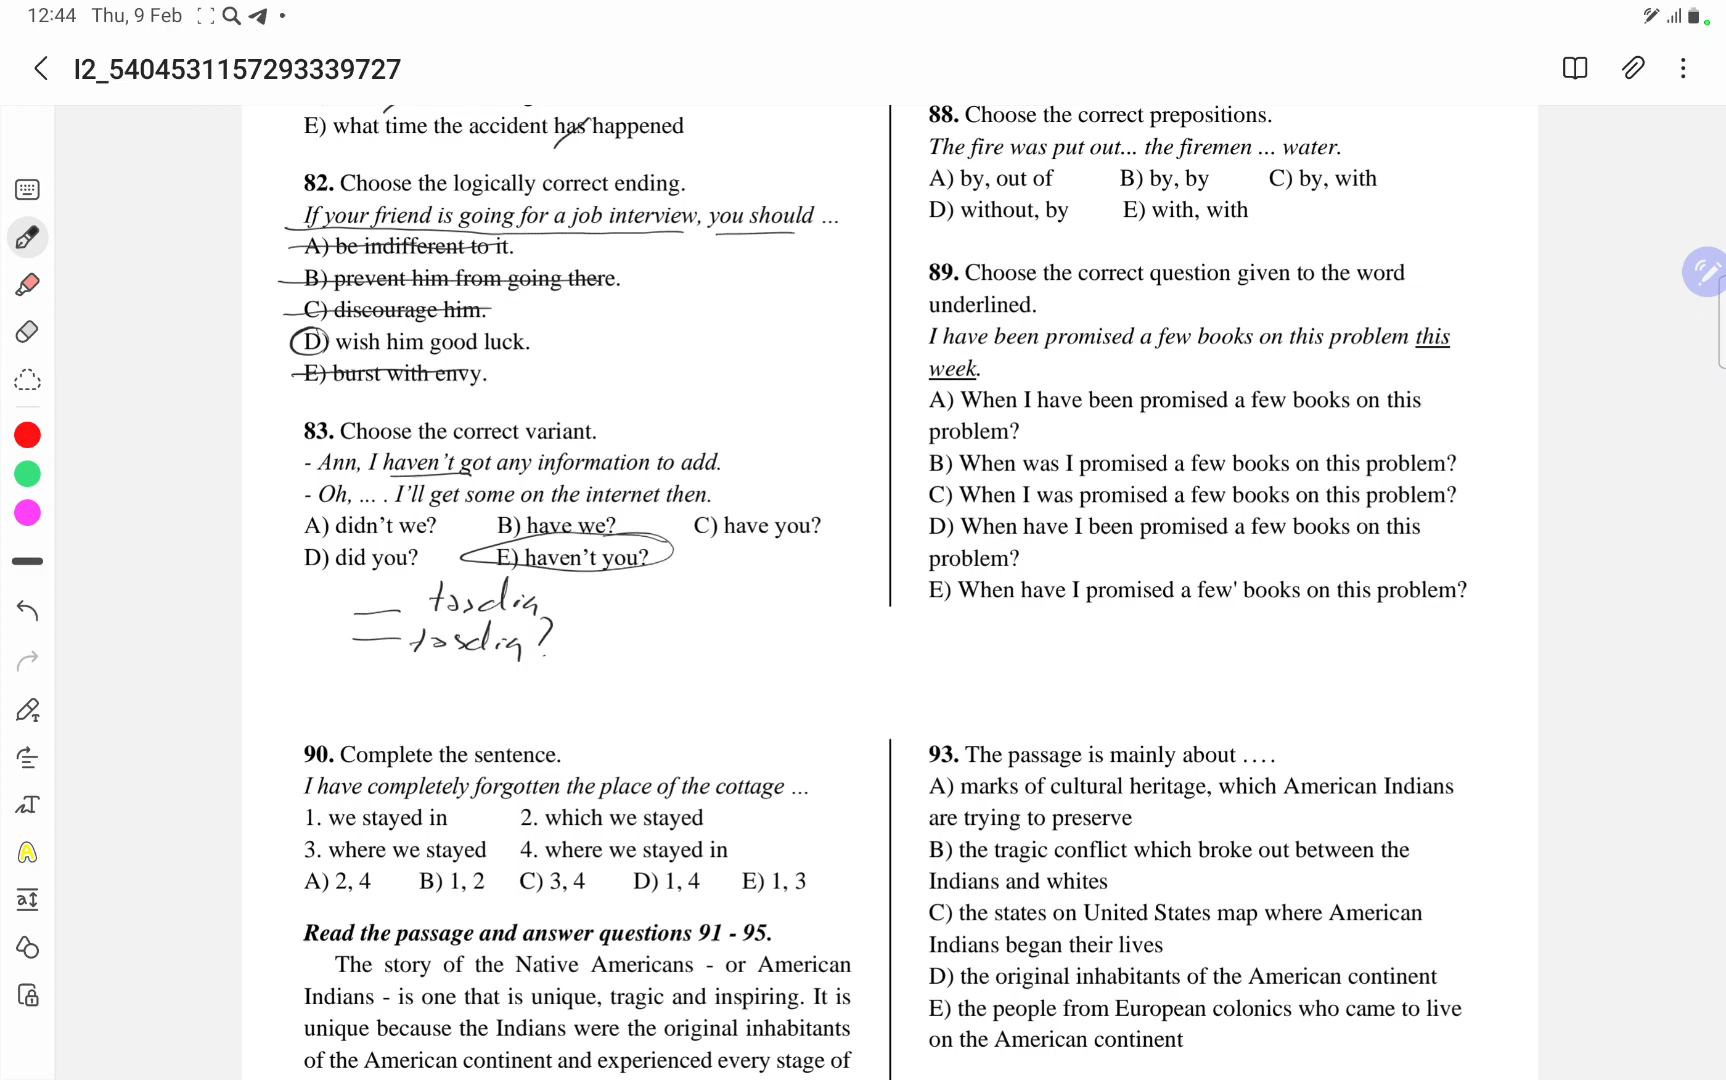 12:44 Thu, 9 Feb
I2_5404531157293339727
E) what time the accident has happened
82. Choose the logically correct ending.
If your friend is going for a job interview, you should ...
A) be indifferent to it.
B) prevent him from going there.
C) discourage him.
D) wish him good luck.
E) burst with envy.
83. Choose the correct variant.
- Ann, I haven't got any information to add.
- Oh, ... . I'll get some on the internet then.
A) didn't we? B) have we? C) have you?
D) did you? E) haven't you?
təsdiq
təsdiq?
88. Choose the correct prepositions.
The fire was put out... the firemen ... water.
A) by, out of B) by, by C) by, with
D) without, by E) with, with
89. Choose the correct question given to the word
underlined.
I have been promised a few books on this problem this
week.
A) When I have been promised a few books on this
problem?
B) When was I promised a few books on this problem?
C) When I was promised a few books on this problem?
D) When have I been promised a few books on this
problem?
E) When have I promised a few' books on this problem?
90. Complete the sentence.
I have completely forgotten the place of the cottage ...
1. we stayed in 2. which we stayed
3. where we stayed 4. where we stayed in
A) 2, 4 B) 1, 2 C) 3, 4 D) 1, 4 E) 1, 3
Read the passage and answer questions 91 - 95.
The story of the Native Americans - or American
Indians - is one that is unique, tragic and inspiring. It is
unique because the Indians were the original inhabitants
of the American continent and experienced every stage of
93. The passage is mainly about ....
A) marks of cultural heritage, which American Indians
are trying to preserve
B) the tragic conflict which broke out between the
Indians and whites
C) the states on United States map where American
Indians began their lives
D) the original inhabitants of the American continent
E) the people from European colonics who came to live
on the American continent